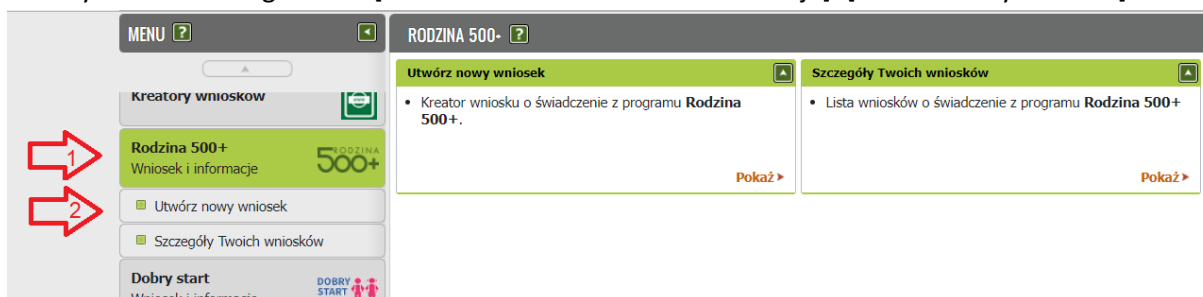 MENU ?
Kreatory wniosków
Rodzina 500+
Wniosek i informacje
RODZINA
500+
1
Utwórz nowy wniosek
2
Szczegóły Twoich wniosków
Dobry start
DOBRY
START
RODZINA 500+ ?
Utwórz nowy wniosek
• Kreator wniosku o świadczenie z programu Rodzina
500+.
Pokaż
Szczegóły Twoich wniosków
• Lista wniosków o świadczenie z programu Rodzina 500+
Pokaż